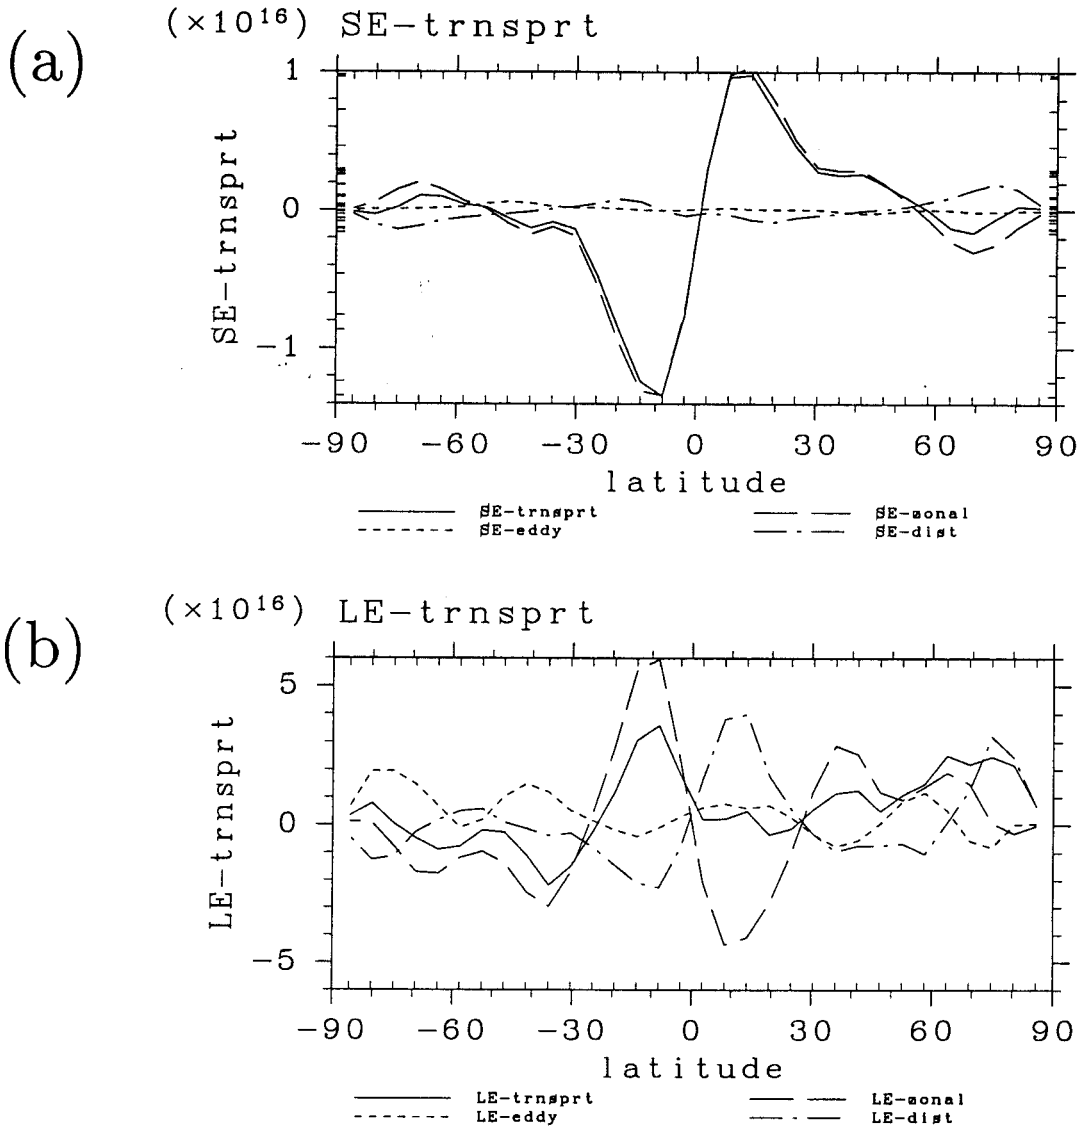 (a)
(×10¹⁶) SE-trnsprt
1
0
-1
SE-trnsprt
-90 -60 -30 0 30 60 90
latitude
SE-trnsprt SE-zonal
SE-eddy SE-dist
(b)
(×10¹⁶) LE-trnsprt
5
0
-5
LE-trnsprt
-90 -60 -30 0 30 60 90
latitude
LE-trnsprt LE-zonal
LE-eddy LE-dist